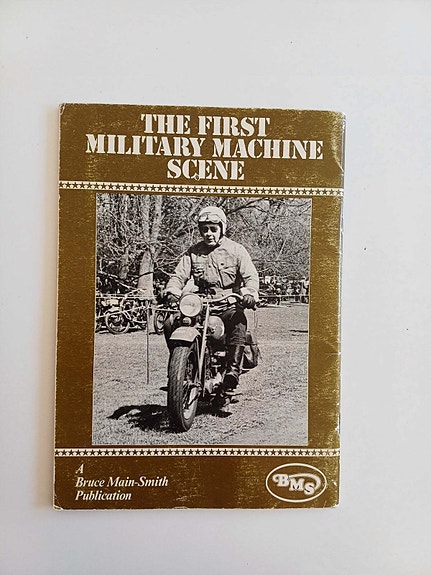 THE FIRST
MILITARY MACHINE
SCENE
A
Bruce Main-Smith
Publication
BMS